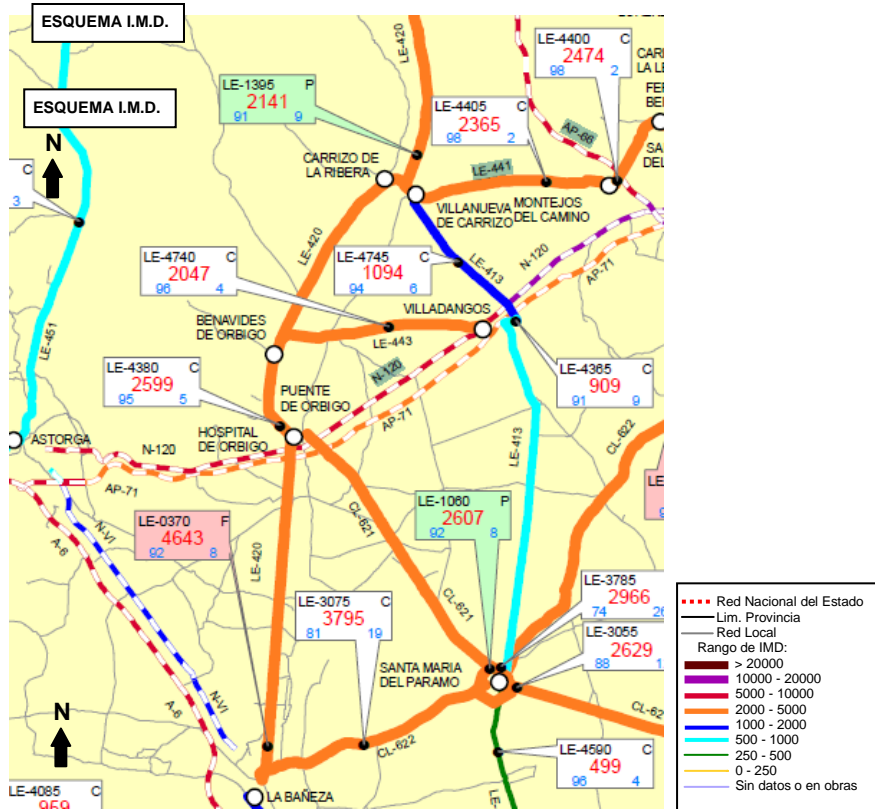 ESQUEMA I.M.D.
ESQUEMA I.M.D.
N
C
3
LE-420
LE-4400 C
2474
98 2
LE-1395 P
2141
91 9
LE-4405 C
2365
98 2
AP-66
CARRIZO DE
LA RIBERA
LE-441
VILLANUEVA
DE CARRIZO
MONTEJOS
DEL CAMINO
LE-420
LE-4740 C
2047
96 4
LE-4745 C
1094
94 6
LE-413
N-120
AP-71
VILLADANGOS
LE-451
BENAVIDES
DE ORBIGO
LE-443
LE-4380 C
2599
95 5
N-120
LE-4365 C
909
91 9
PUENTE
DE ORBIGO
AP-71
ASTORGA
N-120
HOSPITAL
DE ORBIGO
LE-413
CL-622
AP-71
LE-0370 F
4643
92 8
LE-420
CL-621
LE-1060 P
2607
92 8
N-VI
A-6
LE-3075 C
3795
81 19
CL-621
LE-3785
2966
74 26
LE-3055
2629
88 1
SANTA MARIA
DEL PARAMO
N-VI
A-6
N
CL-622
LE-4590 C
499
96 4
LE-4085 C
959
LA BAÑEZA
LE-
Red Nacional del Estado
Lim. Provincia
Red Local
Rango de IMD:
> 20000
10000 - 20000
5000 - 10000
2000 - 5000
1000 - 2000
500 - 1000
250 - 500
0 - 250
Sin datos o en obras